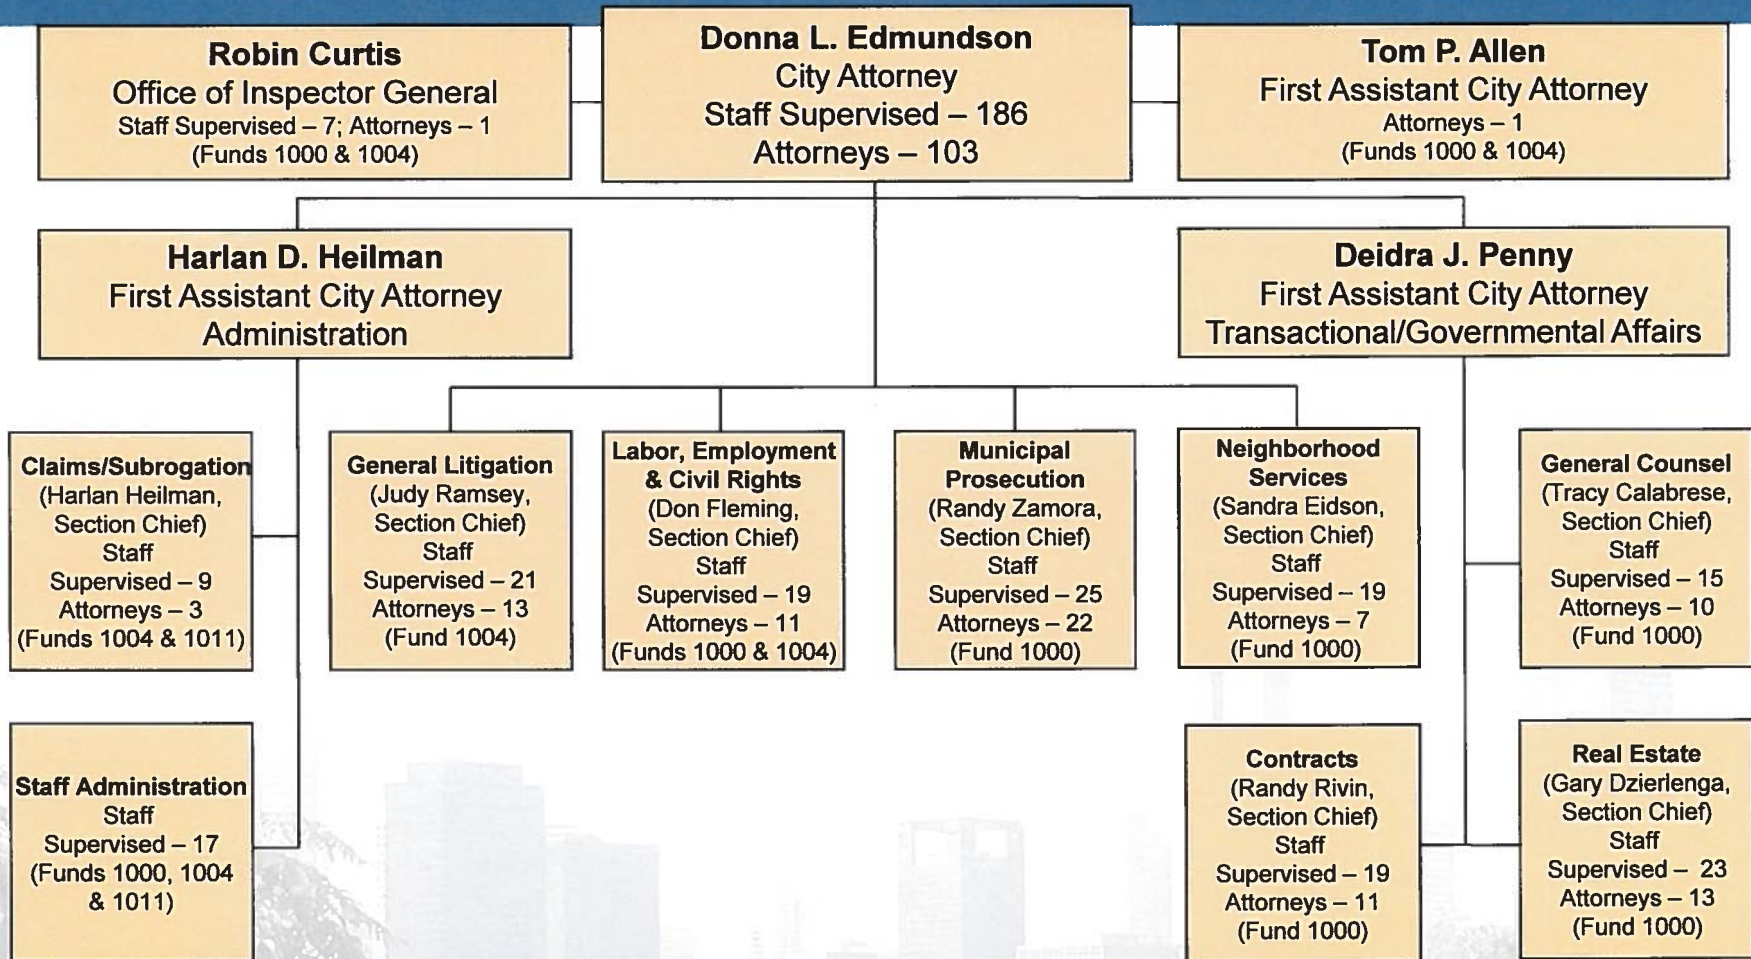 Robin Curtis
Office of Inspector General
Staff Supervised – 7; Attorneys – 1
(Funds 1000 & 1004)
Donna L. Edmundson
City Attorney
Staff Supervised – 186
Attorneys – 103
Tom P. Allen
First Assistant City Attorney
Attorneys – 1
(Funds 1000 & 1004)
Harlan D. Heilman
First Assistant City Attorney
Administration
Deidra J. Penny
First Assistant City Attorney
Transactional/Governmental Affairs
Claims/Subrogation
(Harlan Heilman,
Section Chief)
Staff
Supervised – 9
Attorneys – 3
(Funds 1004 & 1011)
General Litigation
(Judy Ramsey,
Section Chief)
Staff
Supervised – 21
Attorneys – 13
(Fund 1004)
Labor, Employment
& Civil Rights
(Don Fleming,
Section Chief)
Staff
Supervised – 19
Attorneys – 11
(Funds 1000 & 1004)
Municipal
Prosecution
(Randy Zamora,
Section Chief)
Staff
Supervised – 25
Attorneys – 22
(Fund 1000)
Neighborhood
Services
(Sandra Eidson,
Section Chief)
Staff
Supervised – 19
Attorneys – 7
(Fund 1000)
General Counsel
(Tracy Calabrese,
Section Chief)
Staff
Supervised – 15
Attorneys – 10
(Fund 1000)
Staff Administration
Staff
Supervised – 17
(Funds 1000, 1004
& 1011)
Contracts
(Randy Rivin,
Section Chief)
Staff
Supervised – 19
Attorneys – 11
(Fund 1000)
Real Estate
(Gary Dzierlenga,
Section Chief)
Staff
Supervised – 23
Attorneys – 13
(Fund 1000)